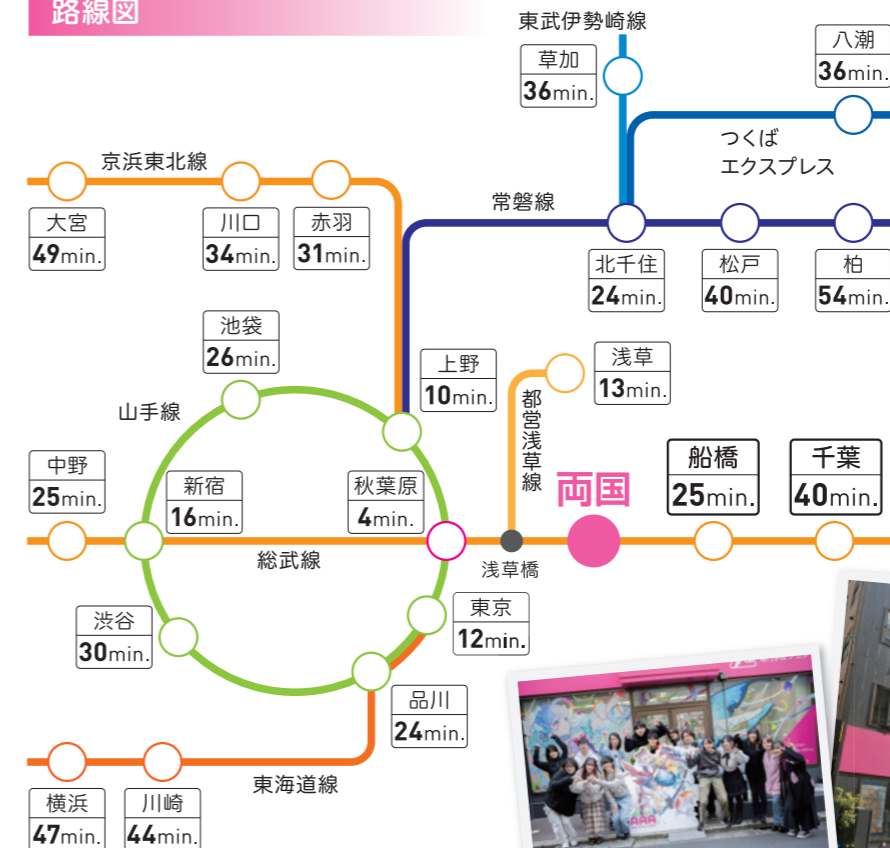 路線図
東武伊勢崎線
草加
36min.
八潮
36min.
つくば
エクスプレス
京浜東北線
常磐線
大宮
49min.
川口
34min.
赤羽
31min.
北千住
24min.
松戸
40min.
柏
54min.
池袋
26min.
上野
10min.
浅草
13min.
都営浅草線
山手線
中野
25min.
新宿
16min.
秋葉原
4min.
両国
船橋
25min.
千葉
40min.
総武線
浅草橋
渋谷
30min.
東京
12min.
品川
24min.
東海道線
横浜
47min.
川崎
44min.